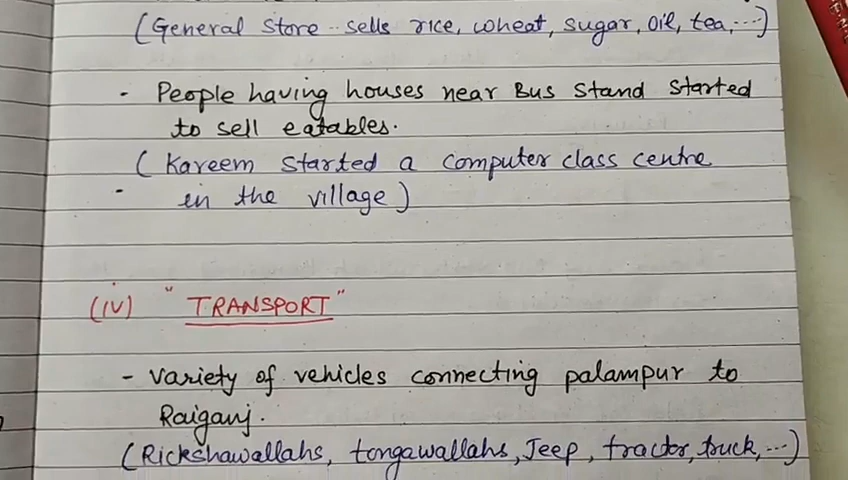 (General store .. sells rice, wheat, sugar, oil, tea, ...)
· People having houses near Bus stand started
to sell eatables.
( Kareem started a computer class centre
in the village )
(iv) " TRANSPORT "
- Variety of vehicles connecting palampur to
Raiganj.
(Rickshawallahs, tongawallahs, Jeep, tractor, truck, ...)